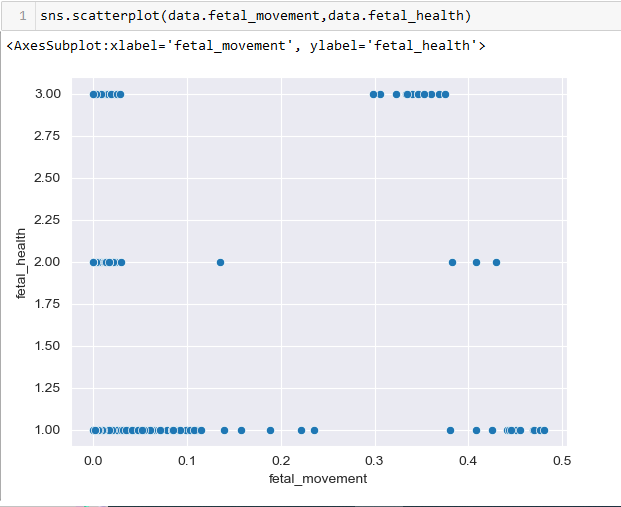 1 sns.scatterplot(data.fetal_movement,data.fetal_health)
<AxesSubplot:xlabel='fetal_movement', ylabel='fetal_health'>
3.00
2.75
2.50
2.25
2.00
1.75
1.50
1.25
1.00
fetal_health
0.0 0.1 0.2 0.3 0.4 0.5
fetal_movement